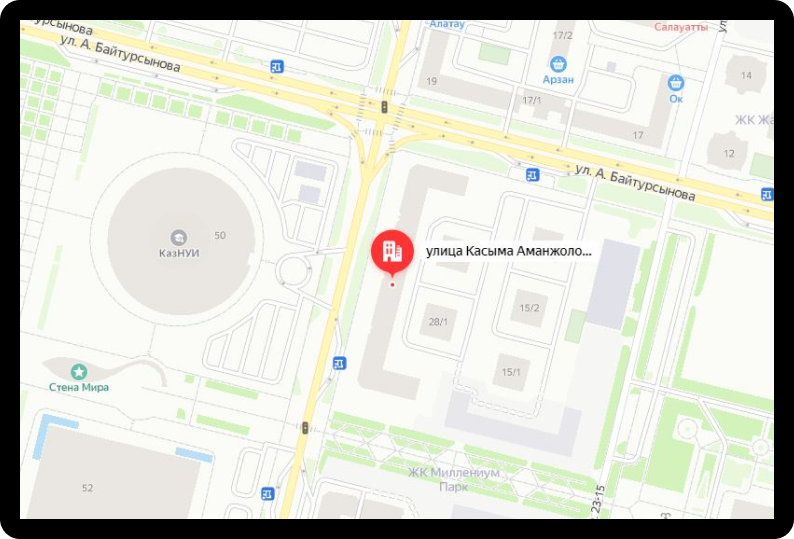 Алатау
Салауатты
17/2
ул. А. Байтурсынова
19
Арзан
14
Ок
17/1
ЖК Жа
17
12
ул. А. Байтурсынова
50
КазНУИ
улица Касыма Аманжоло...
15/2
28/1
Стена Мира
15/1
ЖК Миллениум
Парк
52
23-15